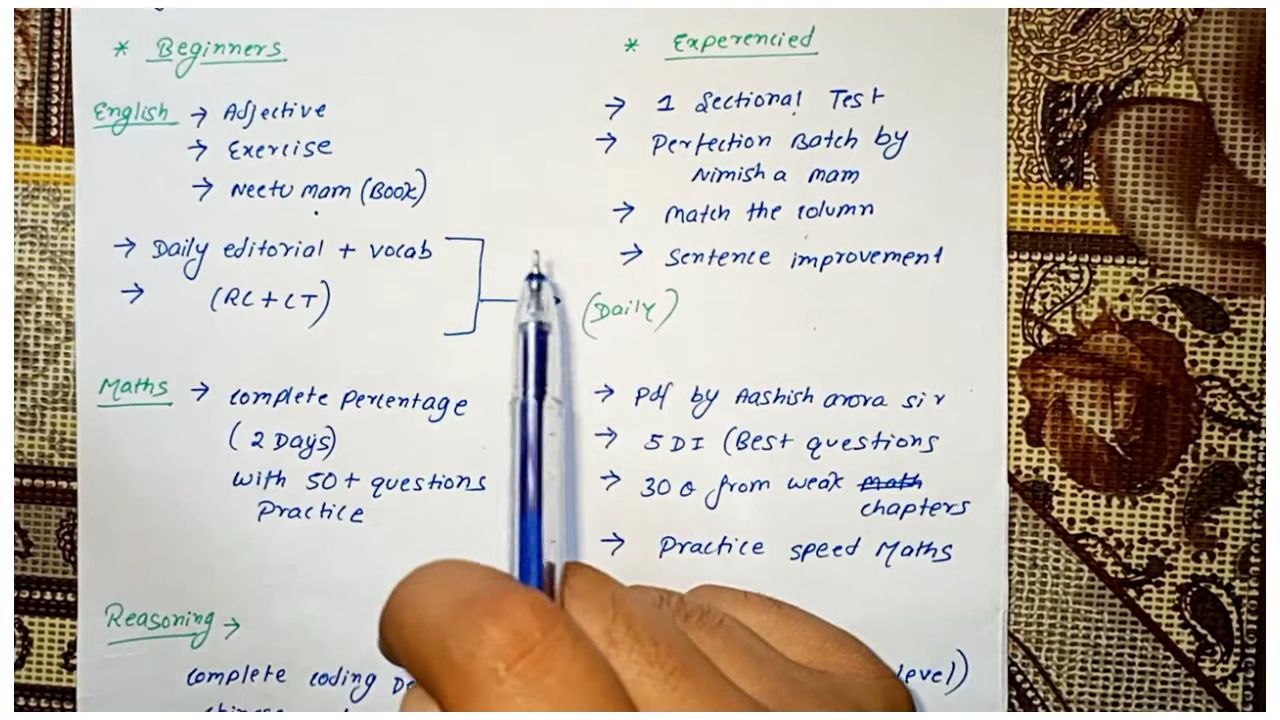 * Beginners
* Experencied
English → Adjective
→ Exercise
→ Neetu mam (Book)
→ Daily editorial + vocab
→ (RC + CT)
→ 1 Sectional Test
→ Perfection Batch by
Nimisha mam
→ Match the column
→ Sentence improvement
(Daily)
Maths → Complete Percentage
(2 Days)
with 50+ questions
Practice
→ Pdf by Aashish arora sir
→ 5 DI (Best questions
→ 30 Q from weak math
chapters
→ Practice speed Maths
Reasoning →
Complete coding
level)